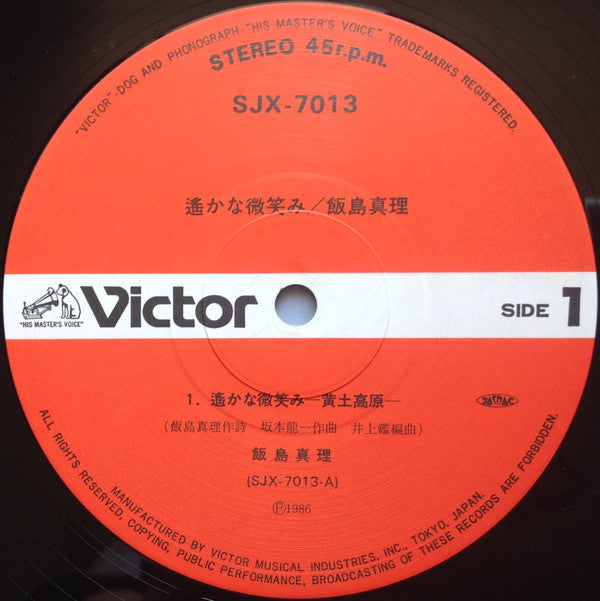 "VICTOR"-DOG AND PHONOGRAPH-"HIS MASTER'S VOICE" TRADEMARKS REGISTERED.
STEREO 45r.p.m.
SJX-7013
遙かな微笑み/飯島真理
"HIS MASTER'S VOICE"
Victor
SIDE 1
1. 遙かな微笑み—黄土高原—
JASRAC
(飯島真理作詩 坂本龍一作曲 井上鑑編曲)
飯島真理
(SJX-7013-A)
Ⓟ1986
MANUFACTURED BY VICTOR MUSICAL INDUSTRIES, INC., TOKYO, JAPAN.
ALL RIGHTS RESERVED, COPYING, PUBLIC PERFORMANCE, BROADCASTING OF THESE RECORDS ARE FORBIDDEN.